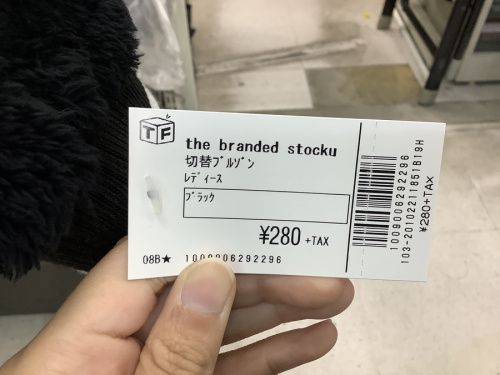 TF
the branded stocku
切替ﾌﾞﾙｿﾞﾝ
ﾚﾃﾞｨｰｽ
ﾌﾞﾗｯｸ
¥280 +TAX
08B★
1009006292296
1009006292296
103-20102211851B19H
¥280+TAX